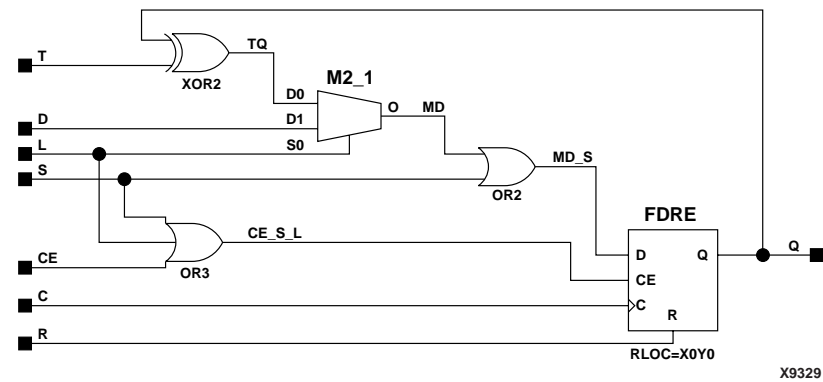 T
TQ
XOR2
M2_1
D0
O
MD
D
D1
L
S0
S
MD_S
OR2
FDRE
CE_S_L
OR3
D
Q
Q
CE
CE
C
C
R
R
RLOC=X0Y0
X9329